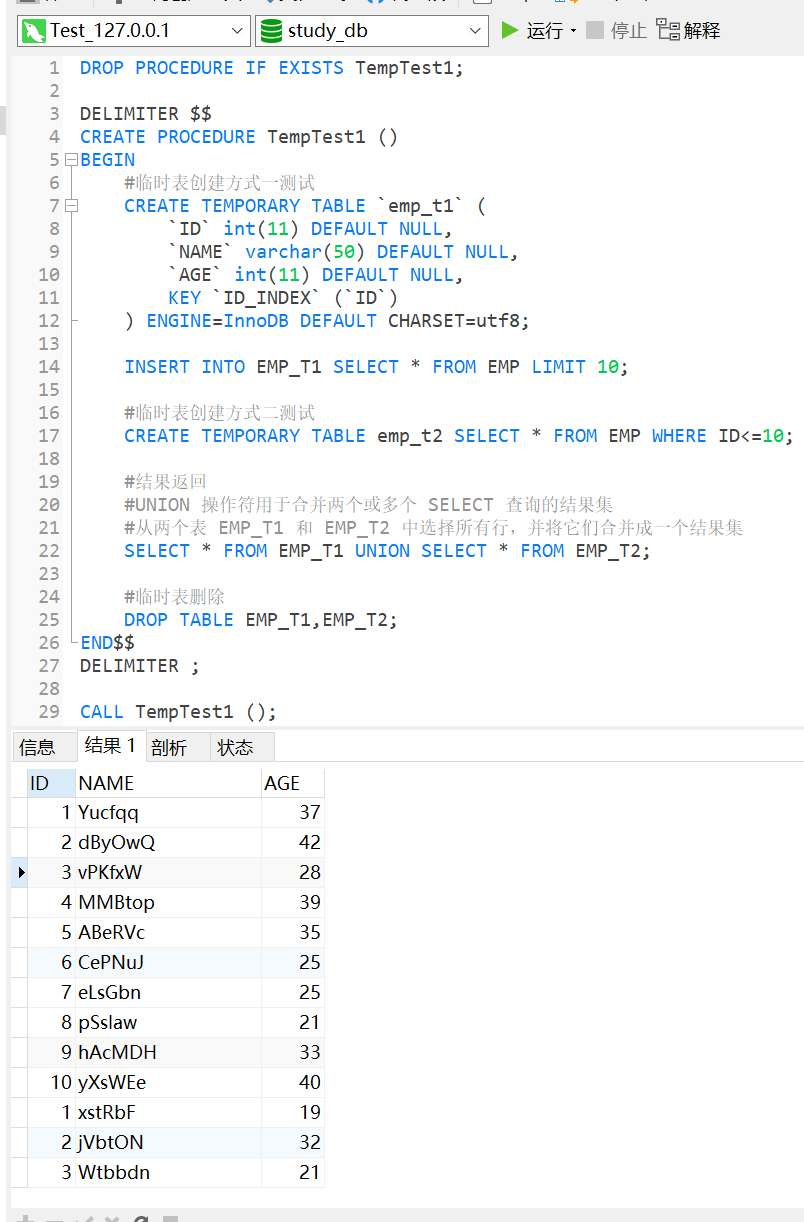 Test_127.0.0.1 study_db 运行 停止 解释
1 DROP PROCEDURE IF EXISTS TempTest1;
2
3 DELIMITER $$
4 CREATE PROCEDURE TempTest1 ()
5 BEGIN
6 #临时表创建方式一测试
7 CREATE TEMPORARY TABLE `emp_t1` (
8 `ID` int(11) DEFAULT NULL,
9 `NAME` varchar(50) DEFAULT NULL,
10 `AGE` int(11) DEFAULT NULL,
11 KEY `ID_INDEX` (`ID`)
12 ) ENGINE=InnoDB DEFAULT CHARSET=utf8;
13
14 INSERT INTO EMP_T1 SELECT * FROM EMP LIMIT 10;
15
16 #临时表创建方式二测试
17 CREATE TEMPORARY TABLE emp_t2 SELECT * FROM EMP WHERE ID<=10;
18
19 #结果返回
20 #UNION 操作符用于合并两个或多个 SELECT 查询的结果集
21 #从两个表 EMP_T1 和 EMP_T2 中选择所有行，并将它们合并成一个结果集
22 SELECT * FROM EMP_T1 UNION SELECT * FROM EMP_T2;
23
24 #临时表删除
25 DROP TABLE EMP_T1,EMP_T2;
26 END$$
27 DELIMITER ;
28
29 CALL TempTest1 ();
信息 结果 1 剖析 状态
ID NAME AGE
1 Yucfqq 37
2 dByOwQ 42
3 vPKfxW 28
4 MMBtop 39
5 ABeRVc 35
6 CePNuJ 25
7 eLsGbn 25
8 pSslaw 21
9 hAcMDH 33
10 yXsWEe 40
1 xstRbF 19
2 jVbtON 32
3 Wtbbdn 21